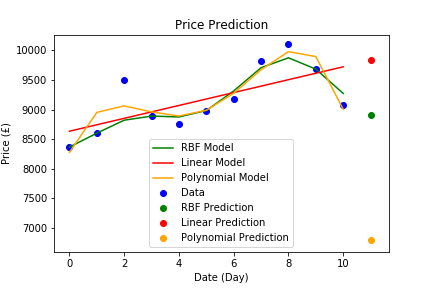 Price Prediction
Price (£)
10000
9500
9000
8500
8000
7500
7000
RBF Model
Linear Model
Polynomial Model
Data
RBF Prediction
Linear Prediction
Polynomial Prediction
0 2 4 6 8 10
Date (Day)